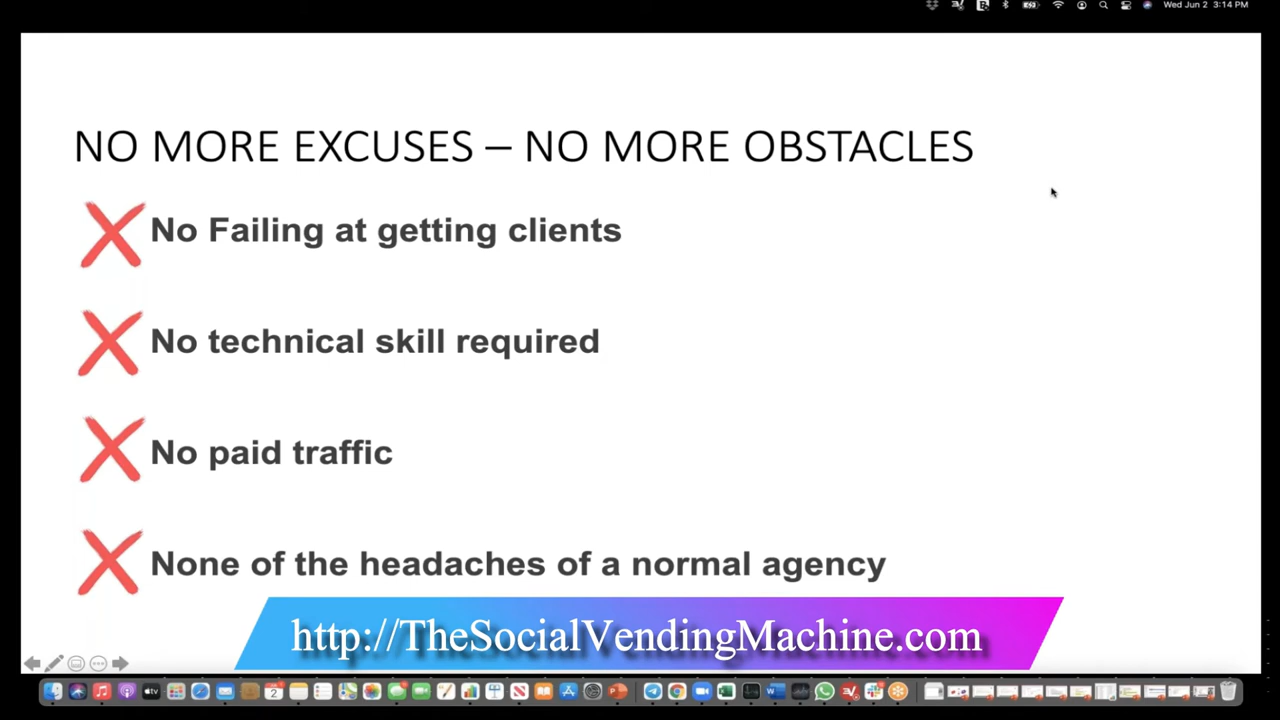 Wed Jun 2 3:14 PM
NO MORE EXCUSES – NO MORE OBSTACLES
No Failing at getting clients
No technical skill required
No paid traffic
None of the headaches of a normal agency
http://TheSocialVendingMachine.com